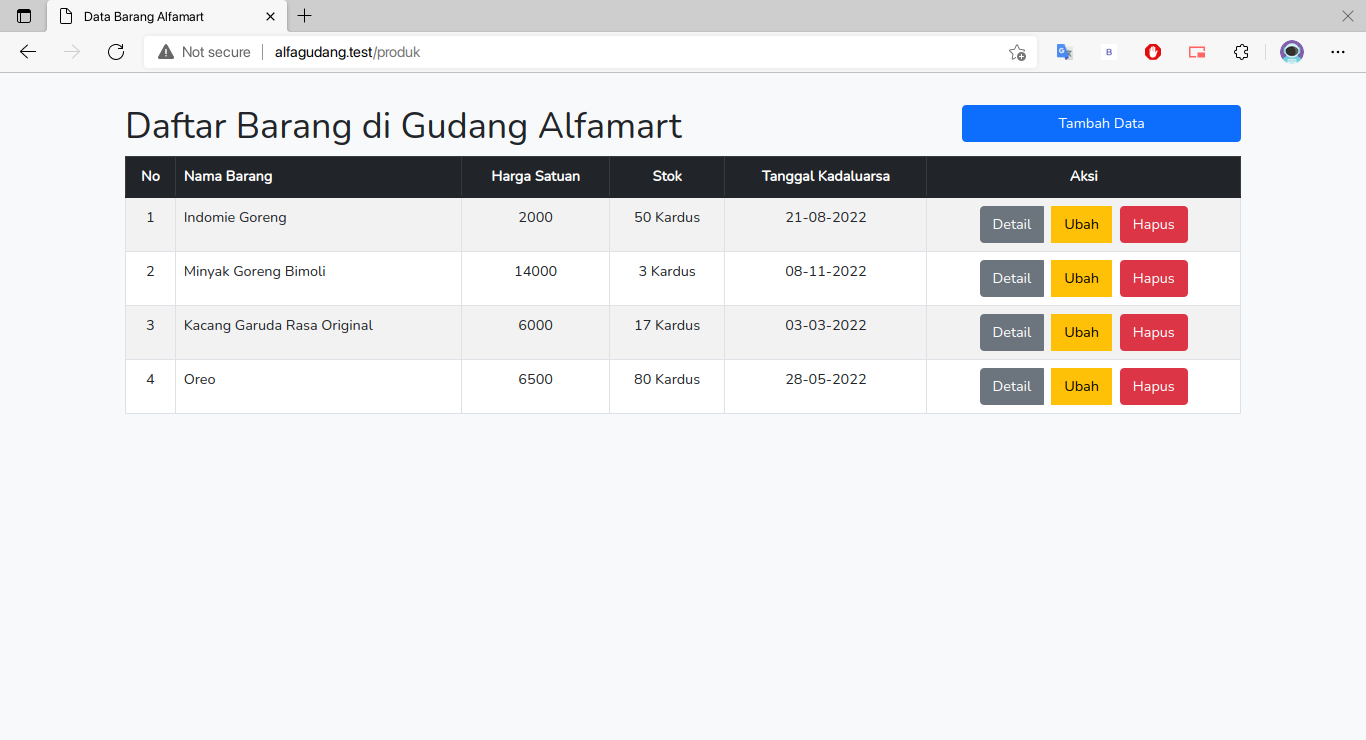 Data Barang Alfamart
Not secure alfagudang.test/produk
B
Daftar Barang di Gudang Alfamart Tambah Data
No Nama Barang Harga Satuan Stok Tanggal Kadaluarsa Aksi
1 Indomie Goreng 2000 50 Kardus 21-08-2022 Detail Ubah Hapus
2 Minyak Goreng Bimoli 14000 3 Kardus 08-11-2022 Detail Ubah Hapus
3 Kacang Garuda Rasa Original 6000 17 Kardus 03-03-2022 Detail Ubah Hapus
4 Oreo 6500 80 Kardus 28-05-2022 Detail Ubah Hapus